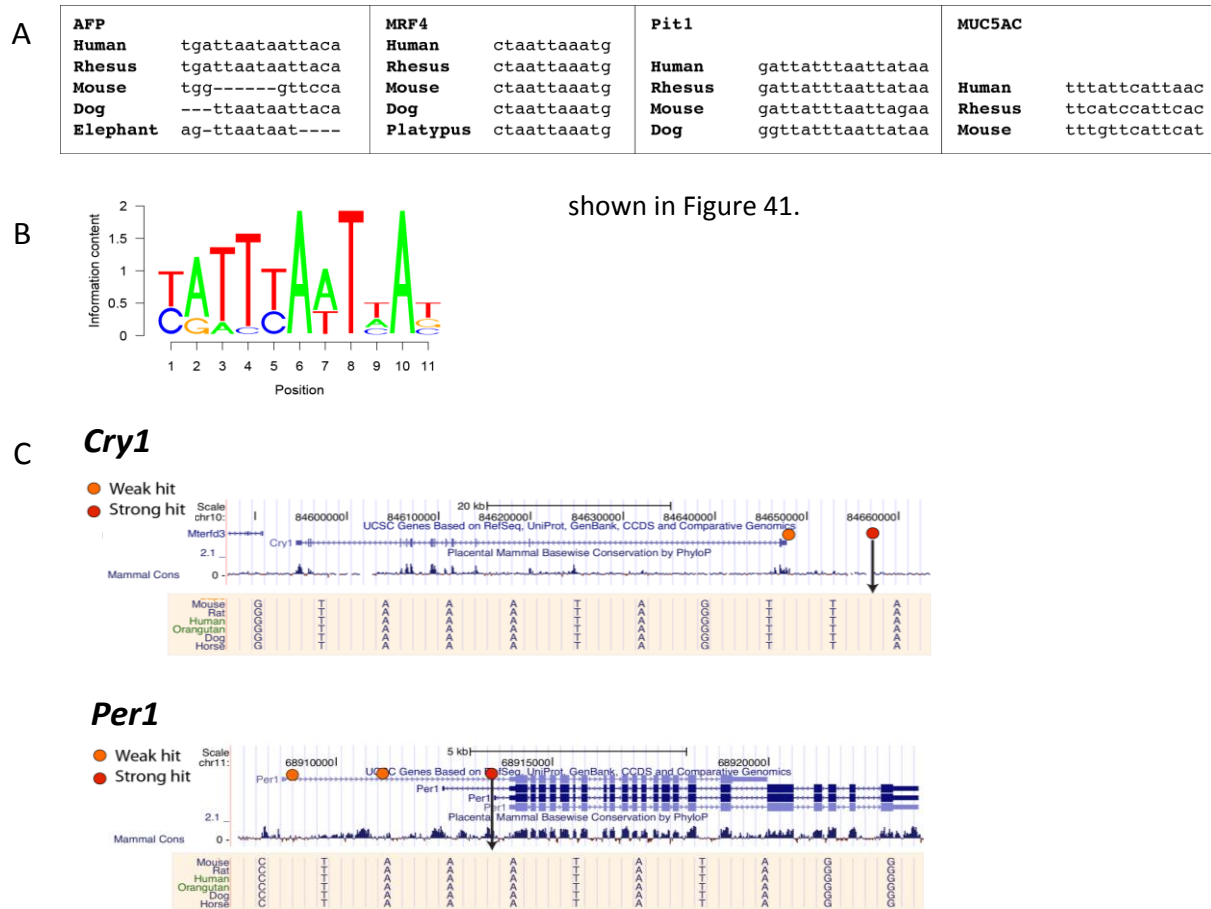 A
AFP
Human tgattaataattaca
Rhesus tgattaataattaca
Mouse tgg------gttcca
Dog ---ttaataattaca
Elephant ag-ttaataat----
MRF4
Human ctaattaaatg
Rhesus ctaattaaatg
Mouse ctaattaaatg
Dog ctaattaaatg
Platypus ctaattaaatg
Pit1
Human gattatttaattataa
Rhesus gattatttaattataa
Mouse gattatttaattagaa
Dog ggttatttaattataa
MUC5AC
Human tttattcattaac
Rhesus ttcatccattcac
Mouse tttgttcattcat
shown in Figure 41.
B
Information content
2
1.5
1
0.5
0
TATTTAATTAT
CGACC TAG
CC
1 2 3 4 5 6 7 8 9 10 11
Position
C
Cry1
Weak hit
Strong hit
Scale 20 kb
chr10: 84600000 84610000 84620000 84630000 84640000 84650000 84660000
UCSC Genes Based on RefSeq, UniProt, GenBank, CCDS and Comparative Genomics
Mterfd3
Cry1
Placental Mammal Basewise Conservation by PhyloP
2.1
Mammal Cons 0
Mouse G T A A A T A G T T A
Rat G T A A A T A G T T A
Human G T A A A T A G T T A
Orangutan G T A A A T A G T T A
Dog G T A A A T A G T T A
Horse G T A A A T A G T T A
Per1
Weak hit
Strong hit
Scale 5 kb
chr11: 68910000 68915000 68920000
UCSC Genes Based on RefSeq, UniProt, GenBank, CCDS and Comparative Genomics
Per1
Per1
Per1
Per1
Placental Mammal Basewise Conservation by PhyloP
2.1
Mammal Cons 0
Mouse C T A A A T A T A G G
Rat C T A A A T A T A G G
Human C T A A A T A T A G G
Orangutan C T A A A T A T A G G
Dog C T A A A T A T A G G
Horse C T A A A T A T A G G